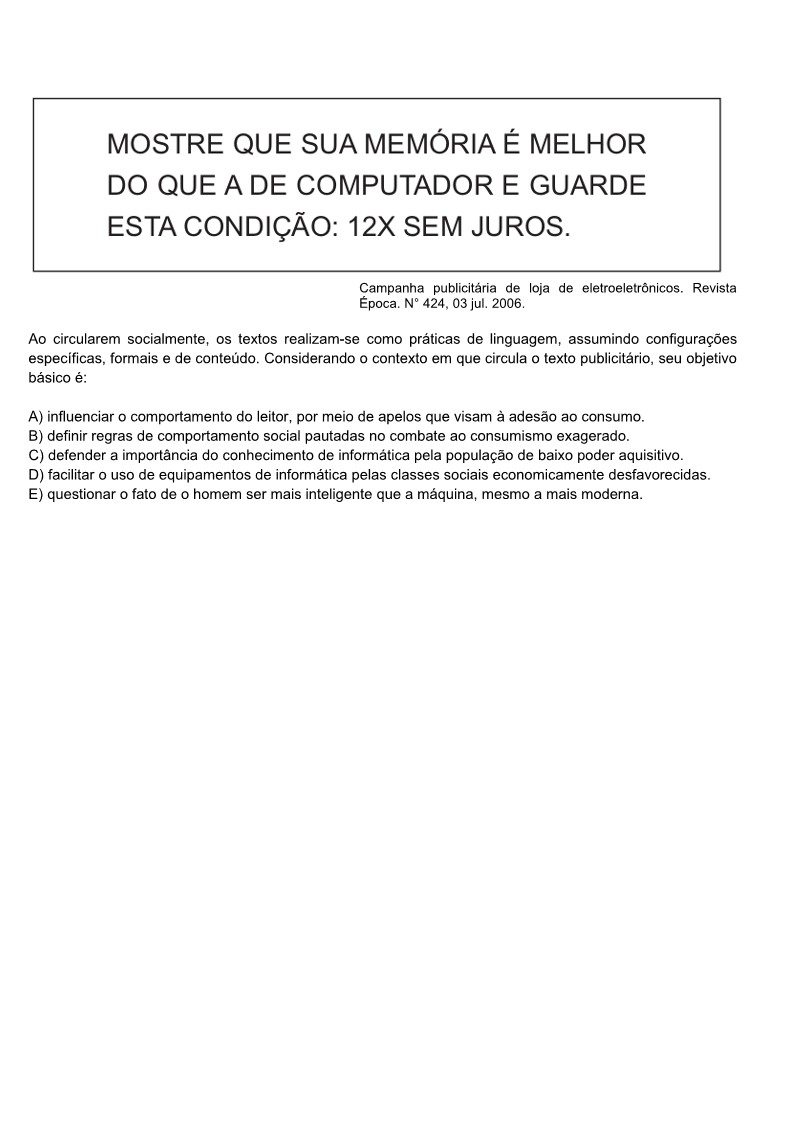 MOSTRE QUE SUA MEMÓRIA É MELHOR
DO QUE A DE COMPUTADOR E GUARDE
ESTA CONDIÇÃO: 12X SEM JUROS.
Campanha publicitária de loja de eletroeletrônicos. Revista
Época. N° 424, 03 jul. 2006.
Ao circularem socialmente, os textos realizam-se como práticas de linguagem, assumindo configurações
específicas, formais e de conteúdo. Considerando o contexto em que circula o texto publicitário, seu objetivo
básico é:
A) influenciar o comportamento do leitor, por meio de apelos que visam à adesão ao consumo.
B) definir regras de comportamento social pautadas no combate ao consumismo exagerado.
C) defender a importância do conhecimento de informática pela população de baixo poder aquisitivo.
D) facilitar o uso de equipamentos de informática pelas classes sociais economicamente desfavorecidas.
E) questionar o fato de o homem ser mais inteligente que a máquina, mesmo a mais moderna.